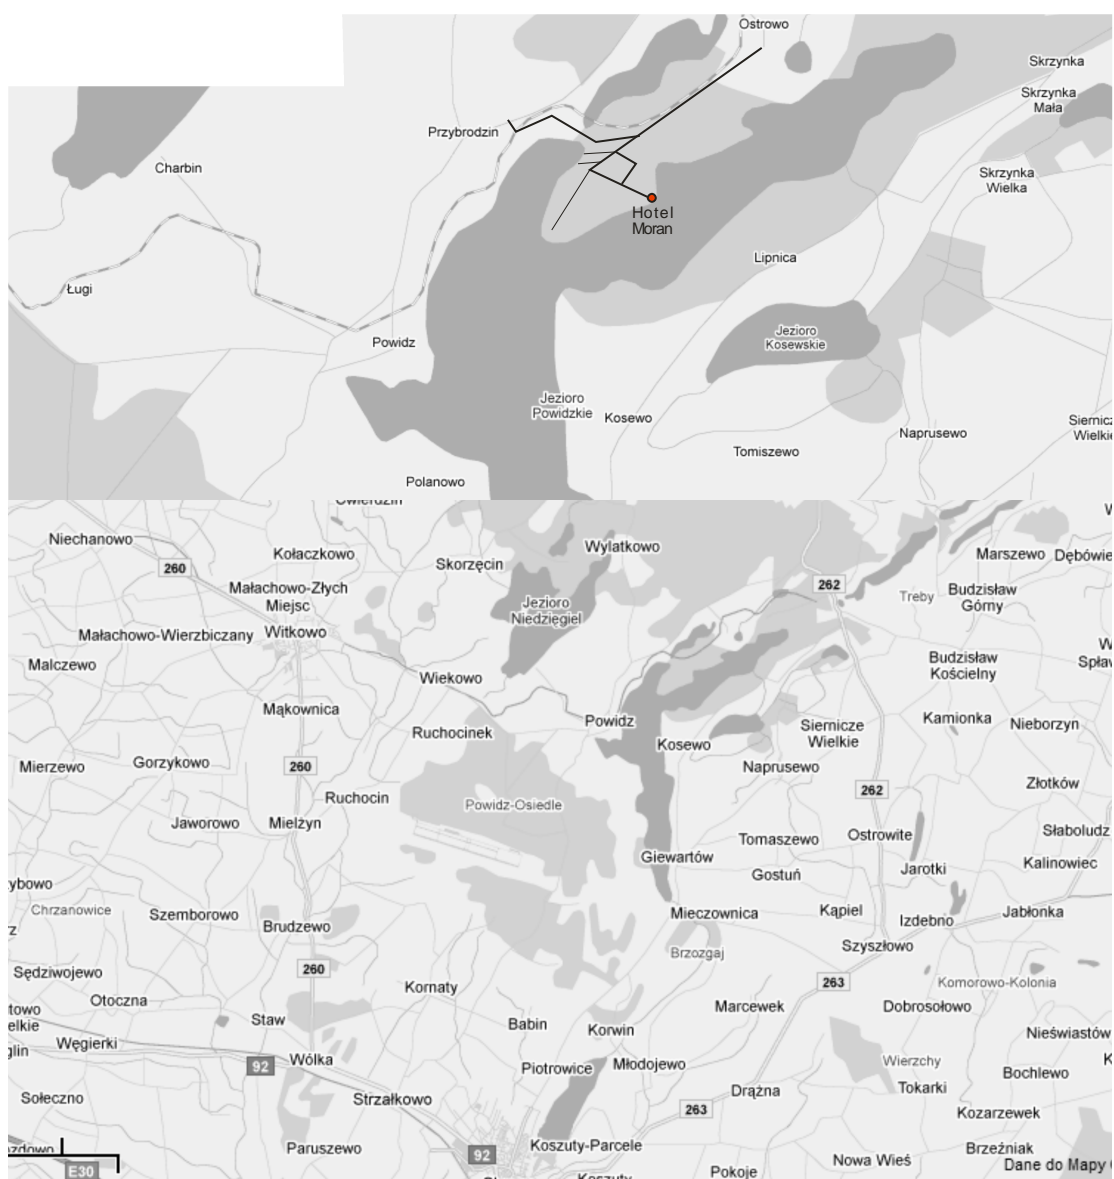 Ostrowo
Skrzynka
Skrzynka
Mała
Przybrodzin
Charbin
Skrzynka
Wielka
Hotel
Moran
Lipnica
Ługi
Powidz
Jezioro
Kosewskie
Jezioro
Powidzkie
Kosewo
Naprusewo
Tomiszewo
Polanowo
Niechanowo
260
Kołaczkowo
Skorzęcin
Wylatkowo
Marszewo
262
Małachowo-Złych
Miejsc
Jezioro
Niedzięgiel
Treby
Budzisław
Górny
Małachowo-Wierzbiczany
Witkowo
Malczewo
Wiekowo
Budzisław
Kościelny
Mąkownica
Ruchocinek
Powidz
Kosewo
Siernicze
Wielkie
Kamionka
Nieborzyn
Mierzewo
Gorzykowo
260
Naprusewo
Ruchocin
Powidz-Osiedle
262
Złotków
Jaworowo
Mielżyn
Tomaszewo
Ostrowite
Słaboludz
Giewartów
Gostuń
Jarotki
Kalinowiec
Chrzanowice
Szemborowo
Brudzewo
Mieczownica
Kąpiel
Izdebno
Jabłonka
Brzozgaj
Szyszłowo
Sędziwojewo
260
Kornaty
263
Komorowo-Kolonia
Otoczna
Marcewek
Dobrosołowo
Staw
Babin
Korwin
Nieświastów
Węgierki
92
Wólka
Piotrowice
Młodojewo
Wierzchy
Bochlewo
Sołeczno
Strzałkowo
Drążna
Tokarki
263
Kozarzewek
Paruszewo
92
Koszuty-Parcele
Brzeźniak
E30
Koszuty
Pokoje
Nowa Wieś
Dane do Mapy